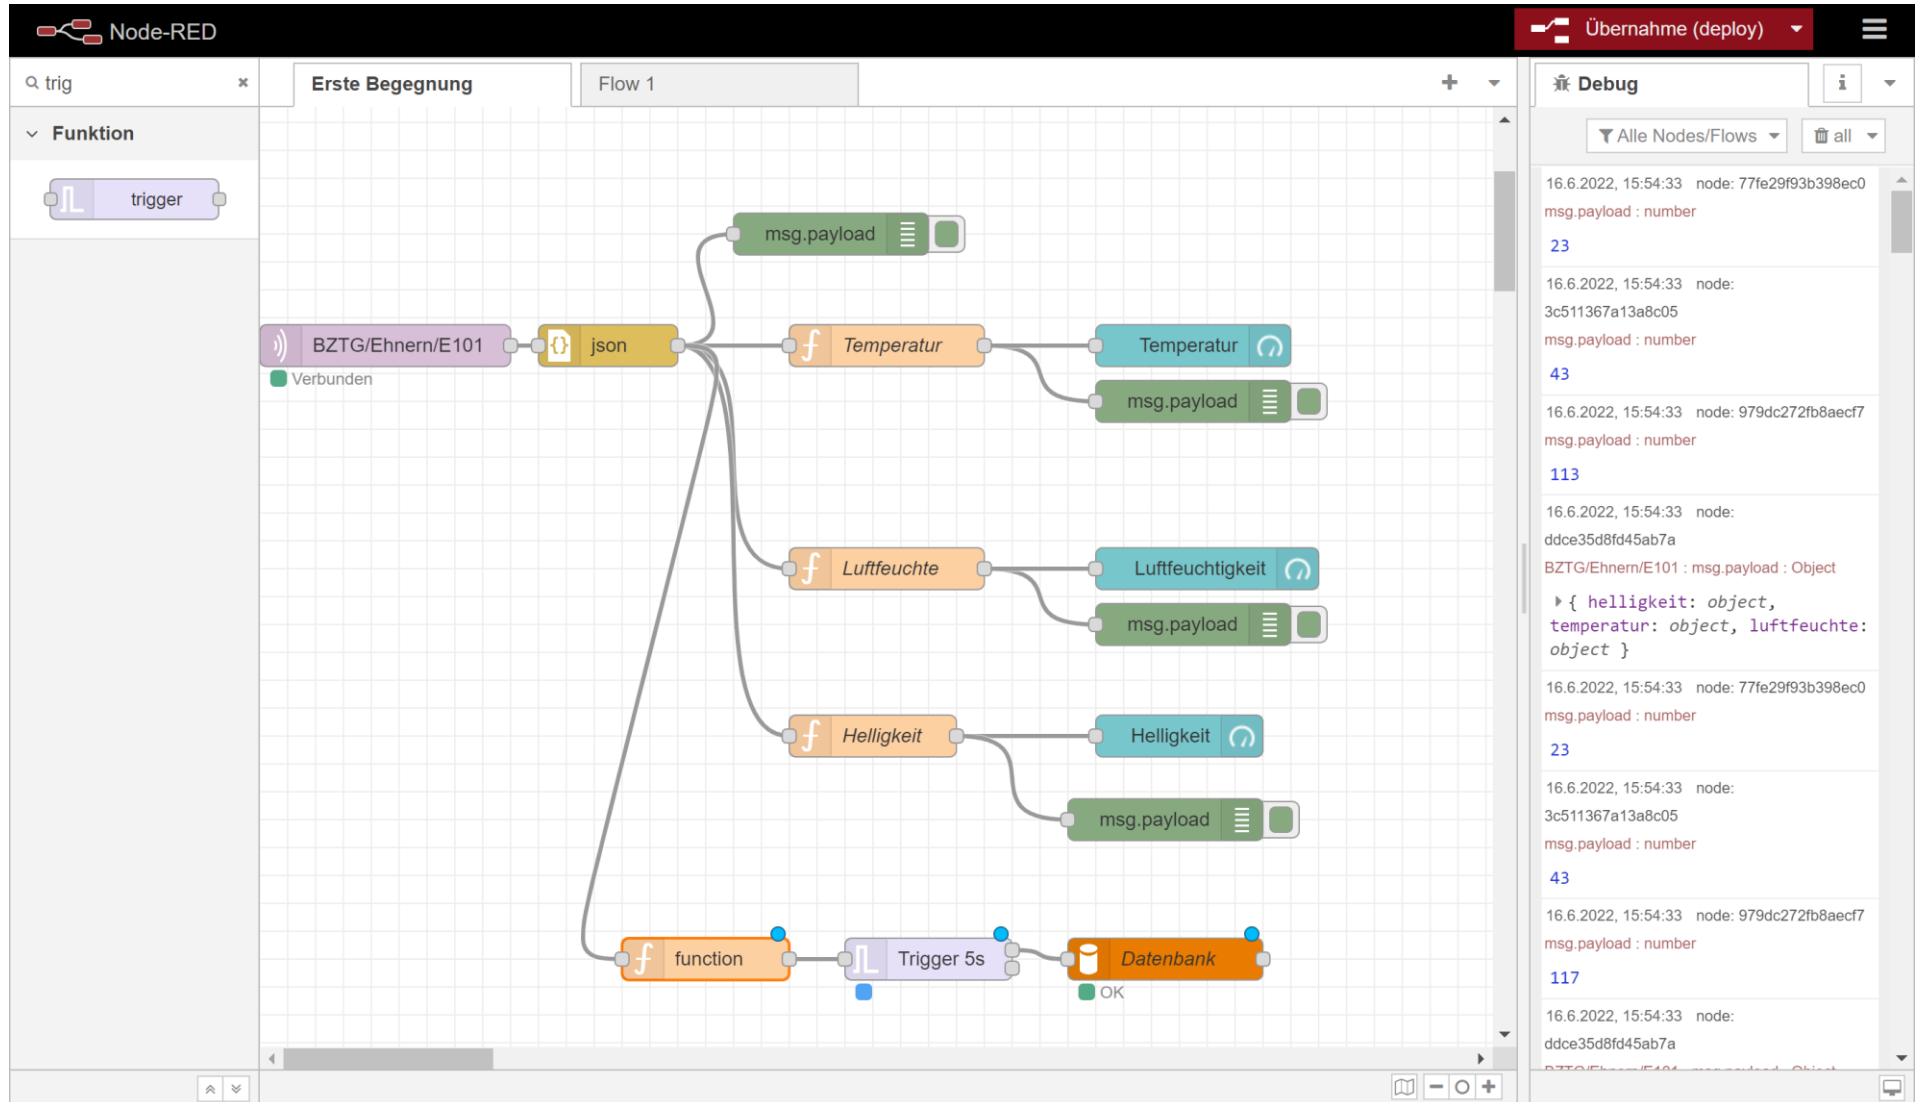 Node-RED
Übernahme (deploy)
trig
Erste Begegnung
Flow 1
Debug
i
Funktion
trigger
Alle Nodes/Flows
all
msg.payload
BZTG/Ehnern/E101
Verbunden
json
Temperatur
Temperatur
msg.payload
Luftfeuchte
Luftfeuchtigkeit
msg.payload
Helligkeit
Helligkeit
msg.payload
function
Trigger 5s
Datenbank
OK
16.6.2022, 15:54:33 node: 77fe29f93b398ec0
msg.payload : number
23
16.6.2022, 15:54:33 node:
3c511367a13a8c05
msg.payload : number
43
16.6.2022, 15:54:33 node: 979dc272fb8aecf7
msg.payload : number
113
16.6.2022, 15:54:33 node:
ddce35d8fd45ab7a
BZTG/Ehnern/E101 : msg.payload : Object
{ helligkeit: object,
temperatur: object, luftfeuchte:
object }
16.6.2022, 15:54:33 node: 77fe29f93b398ec0
msg.payload : number
23
16.6.2022, 15:54:33 node:
3c511367a13a8c05
msg.payload : number
43
16.6.2022, 15:54:33 node: 979dc272fb8aecf7
msg.payload : number
117
16.6.2022, 15:54:33 node:
ddce35d8fd45ab7a